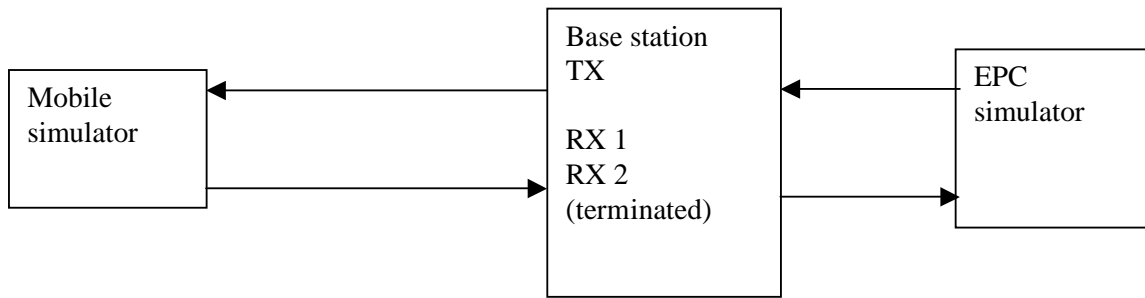 Mobile
simulator
Base station
TX
RX 1
RX 2
(terminated)
EPC
simulator